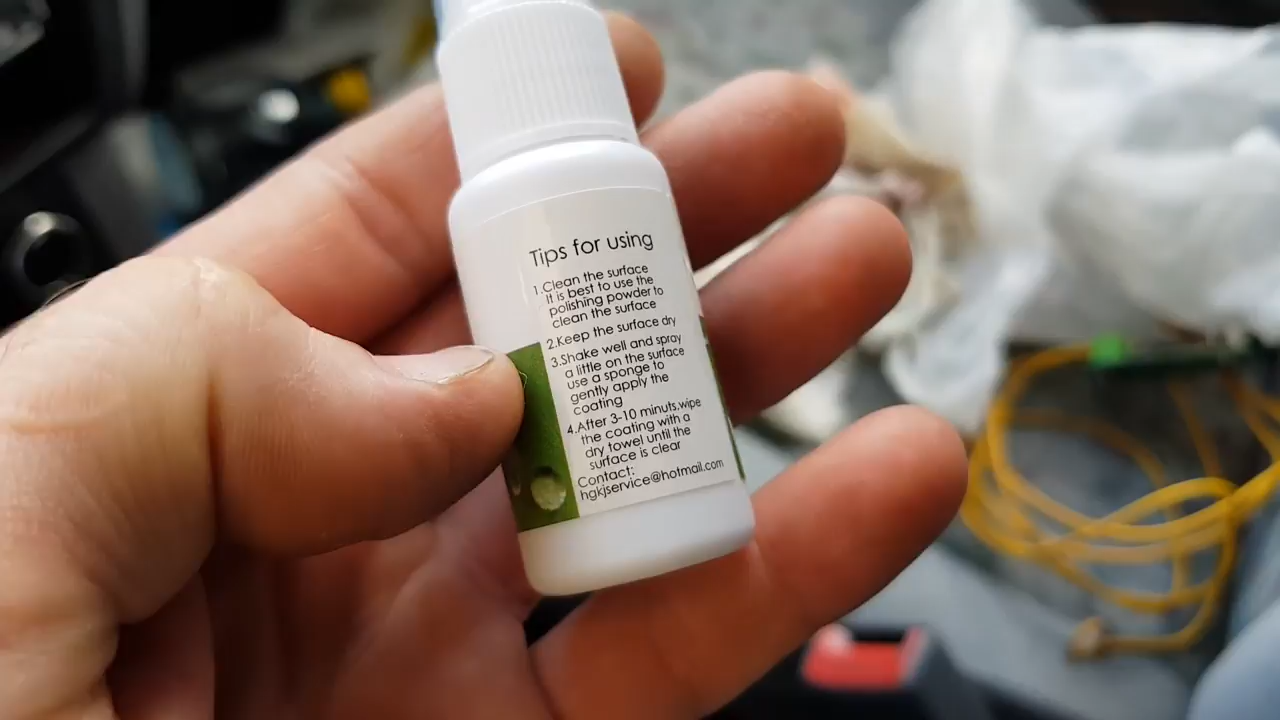 Tips for using
1.Clean the surface
It is best to use the
polishing powder to
clean the surface
2.Keep the surface dry
3.Shake well and spray
a little on the surface
use a sponge to
gently apply the
coating
4.After 3-10 minuts.wipe
the coating with a
dry towel until the
surface is clear
Contact:
hgkjservice@hotmail.com